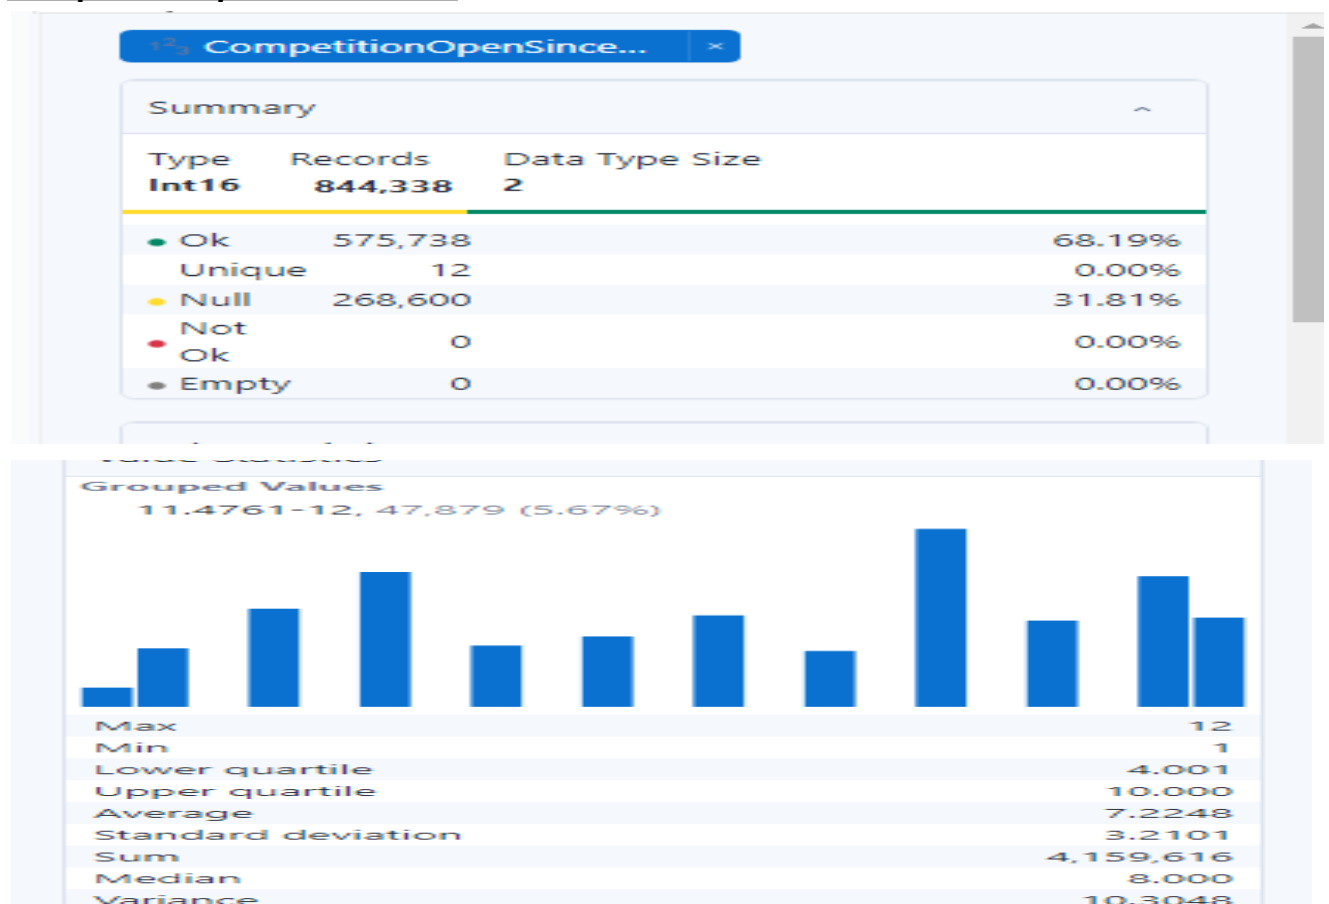 123 CompetitionOpenSince... ×
Summary
Type Records Data Type Size
Int16 844,338 2
Ok 575,738 68.19%
Unique 12 0.00%
Null 268,600 31.81%
Not
Ok 0 0.00%
Empty 0 0.00%
Value Statistics
Grouped Values
11.4761-12, 47,879 (5.67%)
Max 12
Min 1
Lower quartile 4.001
Upper quartile 10.000
Average 7.2248
Standard deviation 3.2101
Sum 4,159,616
Median 8.000
Variance 10.3048